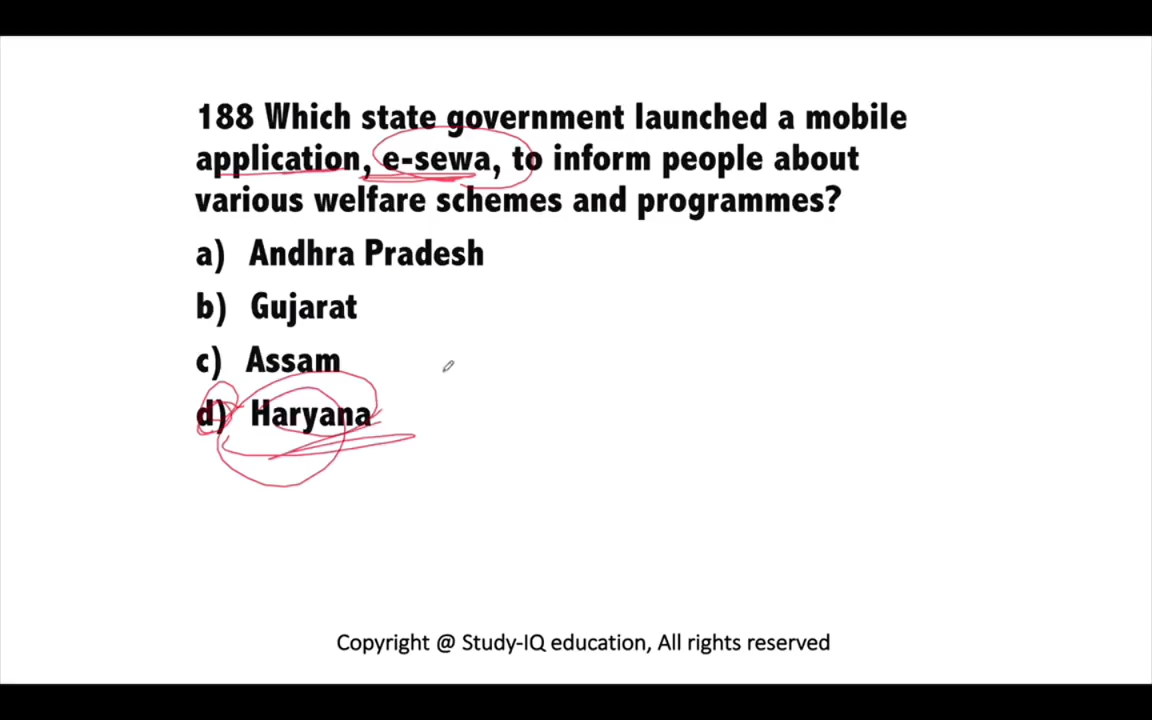 188 Which state government launched a mobile
application, e-sewa, to inform people about
various welfare schemes and programmes?
a) Andhra Pradesh
b) Gujarat
c) Assam
d) Haryana
Copyright @ Study-IQ education, All rights reserved